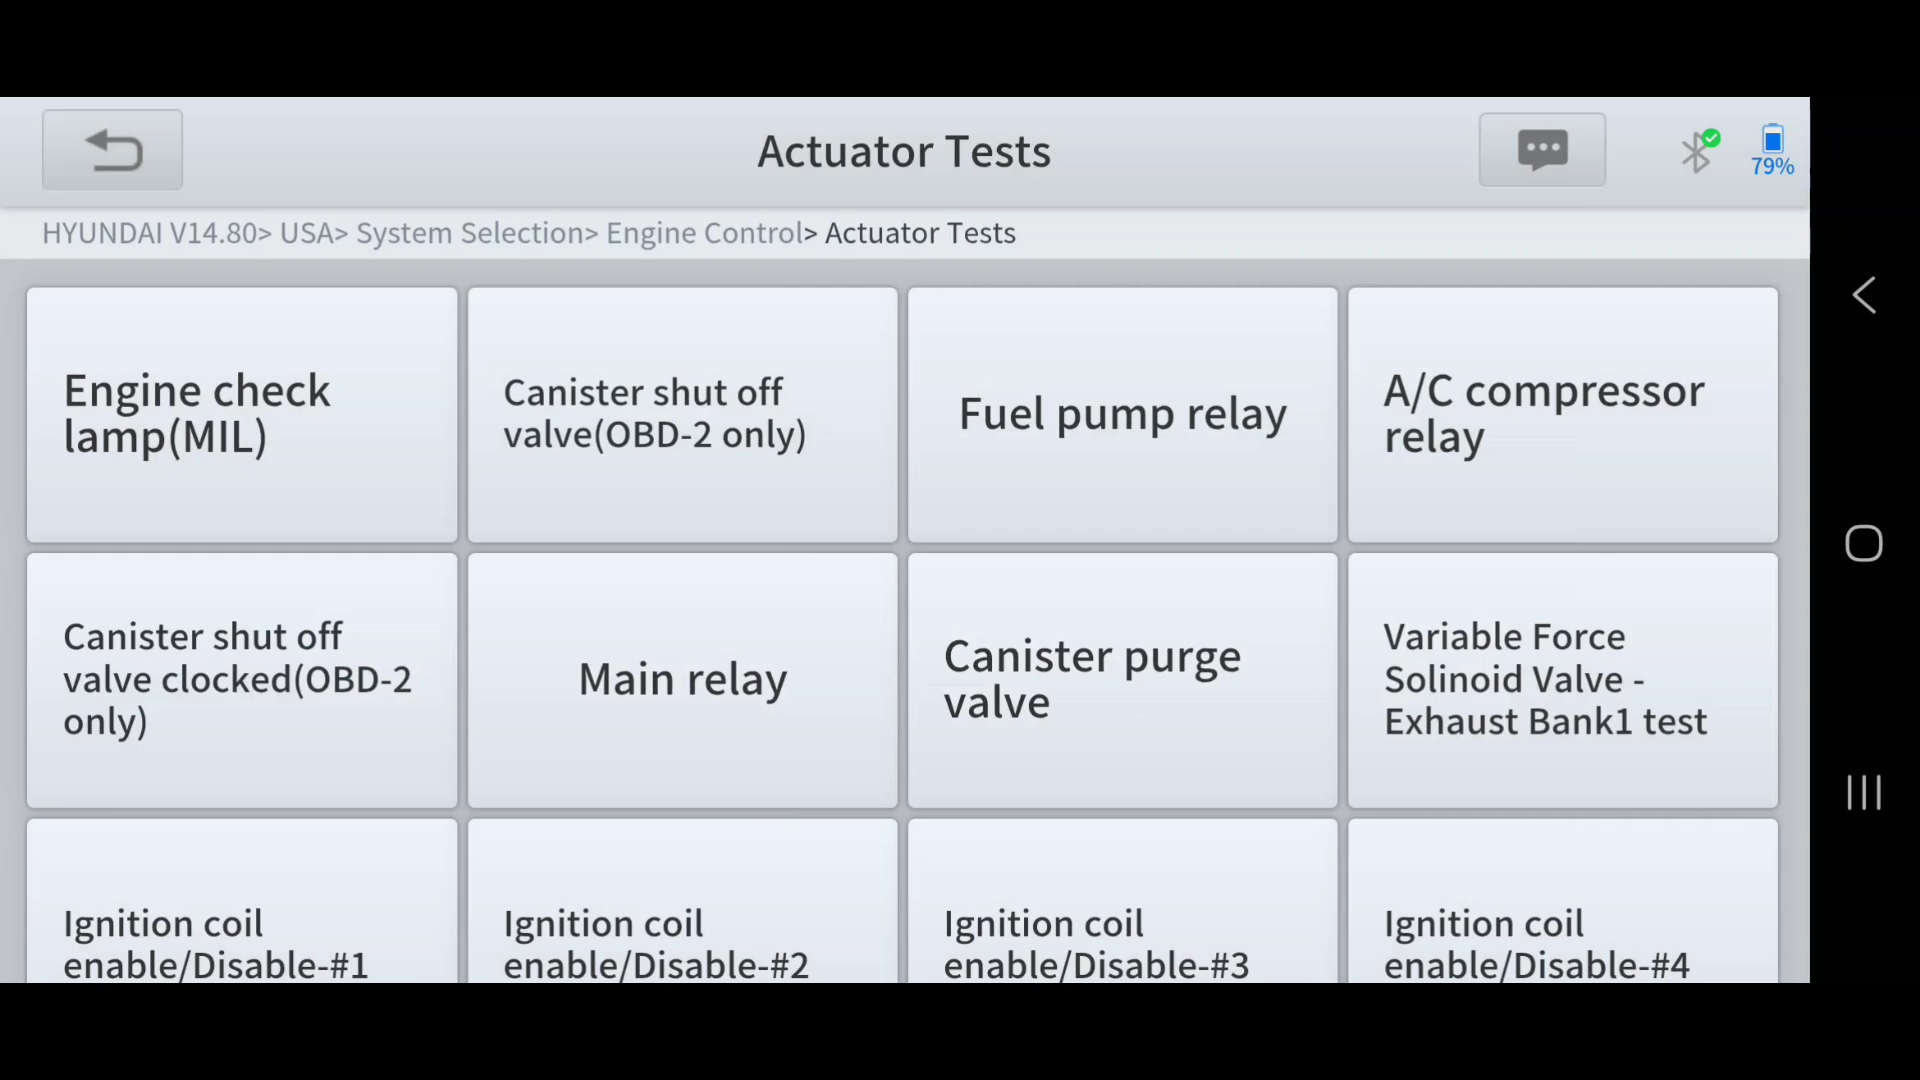 Actuator Tests
79%
HYUNDAI V14.80> USA> System Selection> Engine Control> Actuator Tests
Engine check
lamp(MIL)
Canister shut off
valve(OBD-2 only)
Fuel pump relay
A/C compressor
relay
Canister shut off
valve clocked(OBD-2
only)
Main relay
Canister purge
valve
Variable Force
Solinoid Valve -
Exhaust Bank1 test
Ignition coil
enable/Disable-#1
Ignition coil
enable/Disable-#2
Ignition coil
enable/Disable-#3
Ignition coil
enable/Disable-#4